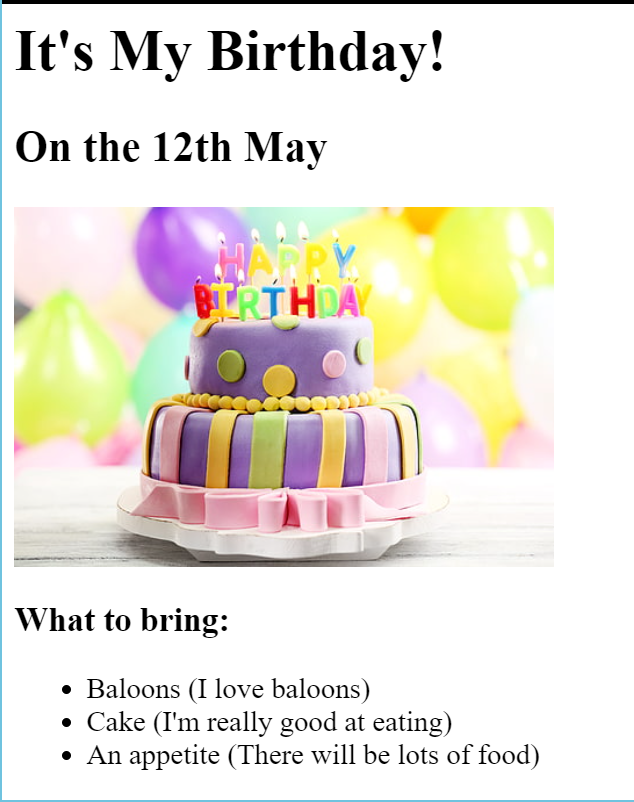 It's My Birthday!
On the 12th May
HAPPY
BIRTHDAY
What to bring:
Baloons (I love baloons)
Cake (I'm really good at eating)
An appetite (There will be lots of food)